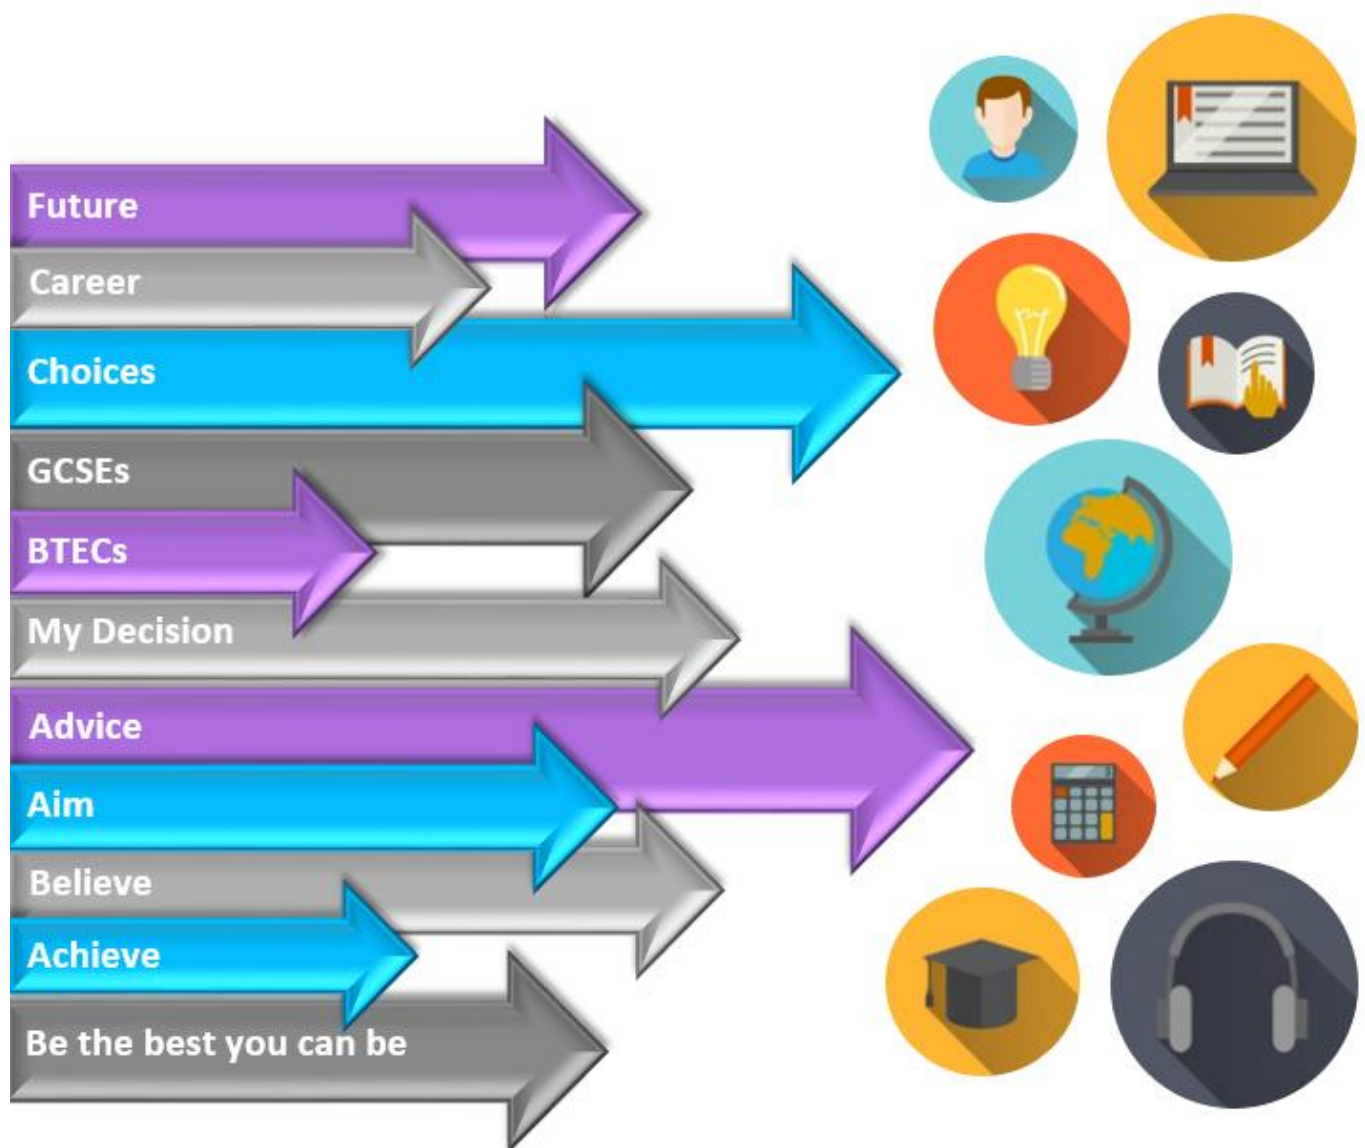 Future
Career
Choices
GCSEs
BTECs
My Decision
Advice
Aim
Believe
Achieve
Be the best you can be